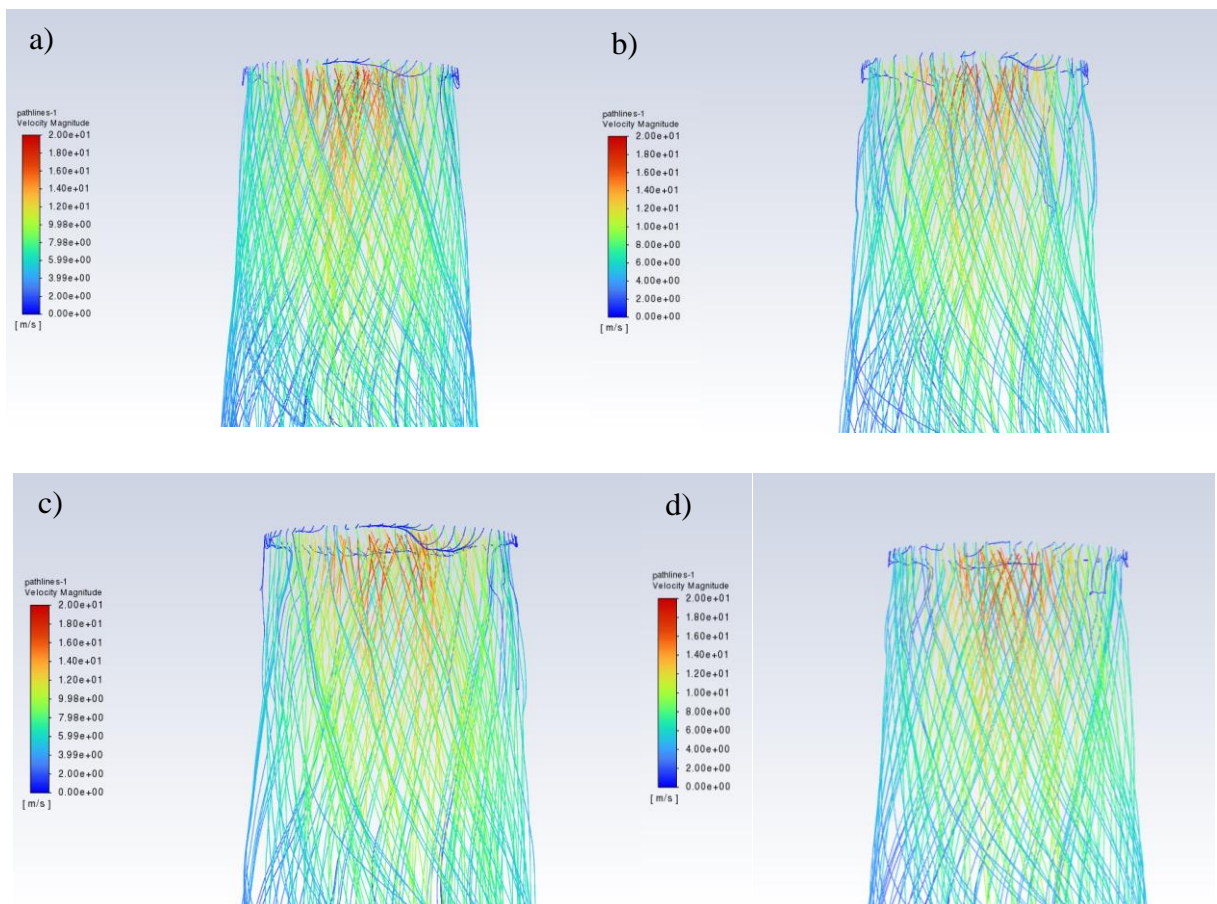 a)
pathlines-1
Velocity Magnitude
2.00e+01
1.80e+01
1.60e+01
1.40e+01
1.20e+01
9.98e+00
7.98e+00
5.99e+00
3.99e+00
2.00e+00
0.00e+00
[ m/s ]
b)
pathlines-1
Velocity Magnitude
2.00e+01
1.80e+01
1.60e+01
1.40e+01
1.20e+01
1.00e+01
8.00e+00
6.00e+00
4.00e+00
2.00e+00
0.00e+00
[ m/s ]
c)
pathlines-1
Velocity Magnitude
2.00e+01
1.80e+01
1.60e+01
1.40e+01
1.20e+01
9.98e+00
7.98e+00
5.99e+00
3.99e+00
2.00e+00
0.00e+00
[ m/s ]
d)
pathlines-1
Velocity Magnitude
2.00e+01
1.80e+01
1.60e+01
1.40e+01
1.20e+01
1.00e+01
8.00e+00
6.00e+00
4.00e+00
2.00e+00
0.00e+00
[ m/s ]